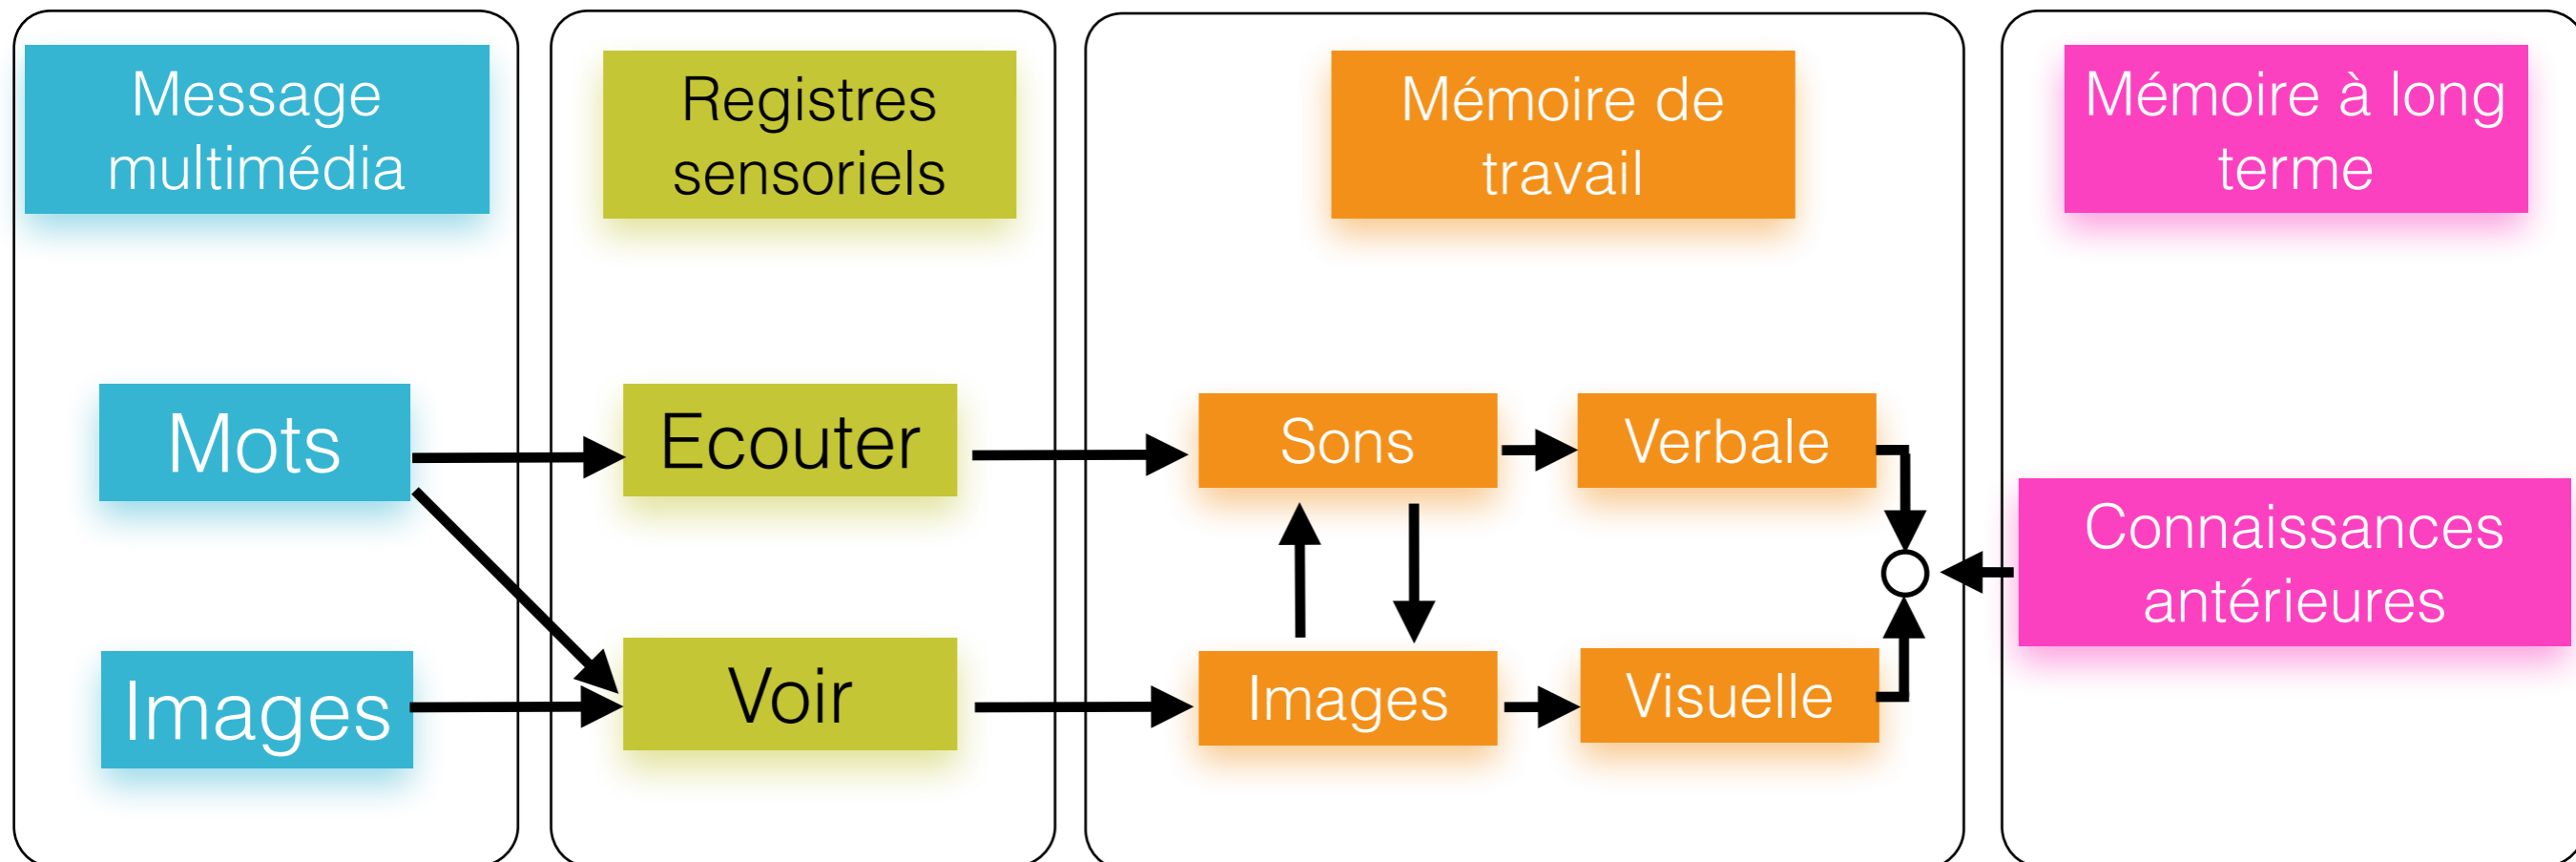 Message
multimédia
Registres
sensoriels
Mémoire de
travail
Mémoire à long
terme
Mots
Ecouter
Sons
Verbale
Connaissances
antérieures
Images
Voir
Images
Visuelle